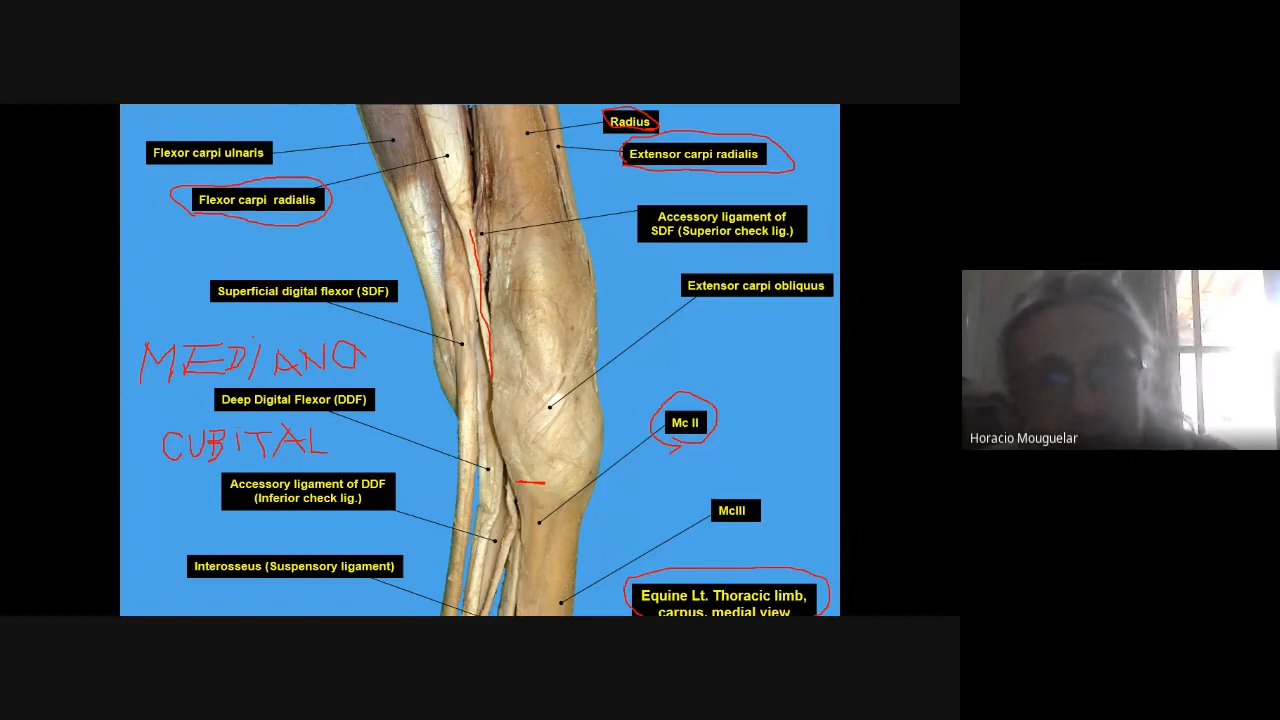 Radius
Flexor carpi ulnaris
Extensor carpi radialis
Flexor carpi radialis
Accessory ligament of
SDF (Superior check lig.)
Superficial digital flexor (SDF)
Extensor carpi obliquus
MEDIANO
Deep Digital Flexor (DDF)
Mc II
CUBITAL
Accessory ligament of DDF
(Inferior check lig.)
McIII
Interosseus (Suspensory ligament)
Equine Lt. Thoracic limb,
carpus, medial view
Horacio Mouguelar